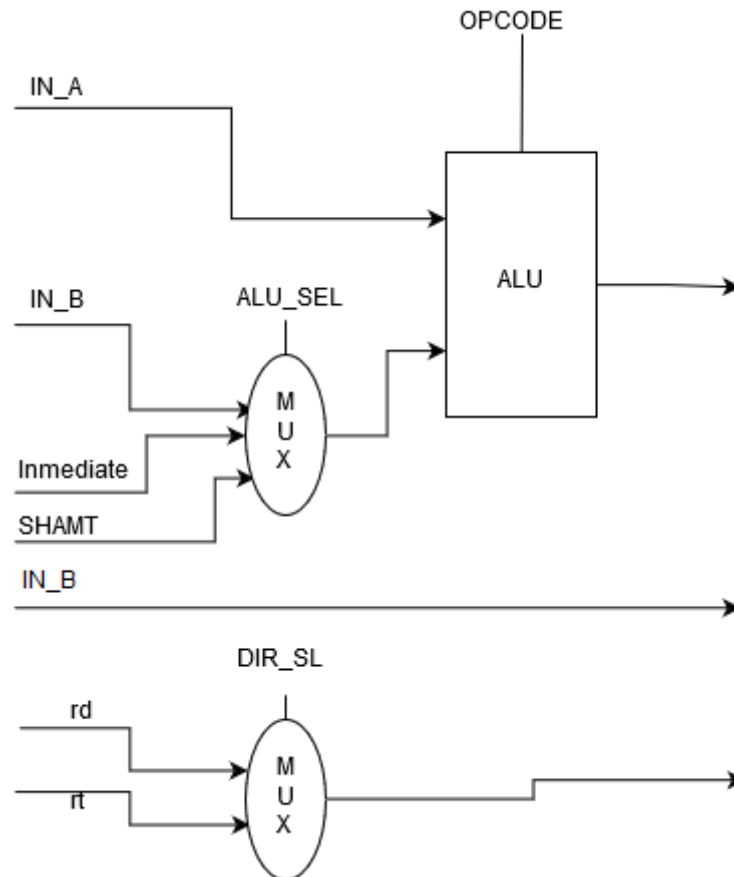 OPCODE
IN_A
ALU
IN_B
ALU_SEL
M
U
X
Inmediate
SHAMT
IN_B
DIR_SL
rd
rt
M
U
X